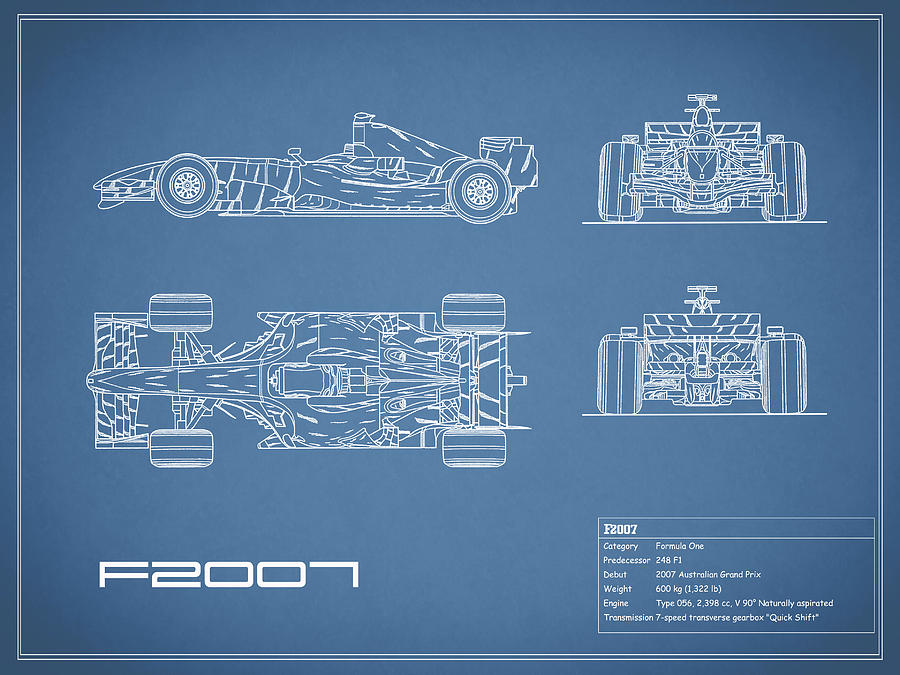 F2007
F2007
Category Formula One
Predecessor 248 F1
Debut 2007 Australian Grand Prix
Weight 600 kg (1,322 lb)
Engine Type 056, 2,398 cc, V 90° Naturally aspirated
Transmission 7-speed transverse gearbox "Quick Shift"